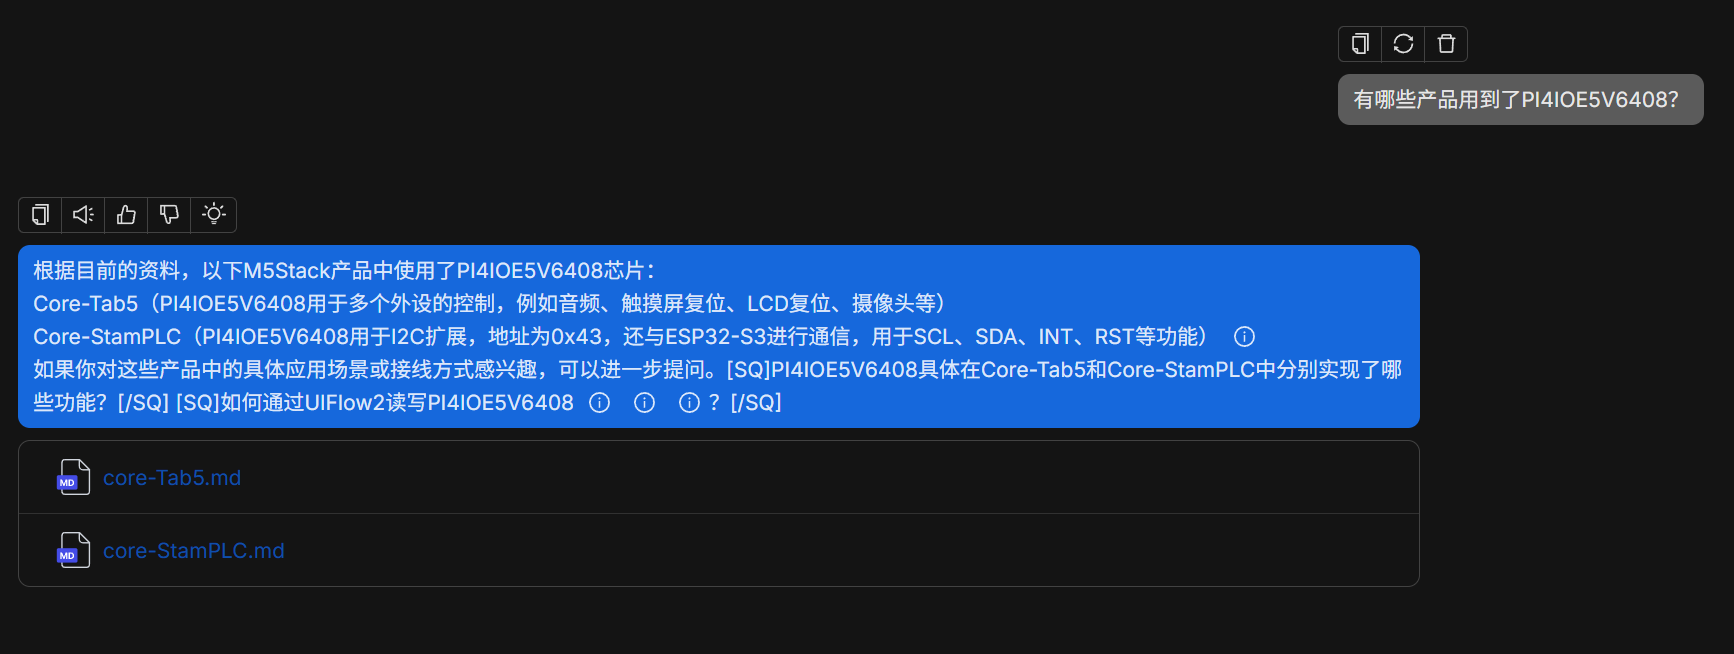 有哪些产品用到了PI4IOE5V6408?
根据目前的资料，以下M5Stack产品中使用了PI4IOE5V6408芯片：
Core-Tab5（PI4IOE5V6408用于多个外设的控制，例如音频、触摸屏复位、LCD复位、摄像头等）
Core-StamPLC（PI4IOE5V6408用于I2C扩展，地址为0x43，还与ESP32-S3进行通信，用于SCL、SDA、INT、RST等功能）
如果你对这些产品中的具体应用场景或接线方式感兴趣，可以进一步提问。[SQ]PI4IOE5V6408具体在Core-Tab5和Core-StamPLC中分别实现了哪
些功能？[/SQ] [SQ]如何通过UIFlow2读写PI4IOE5V6408 ？[/SQ]
MD core-Tab5.md
MD core-StamPLC.md